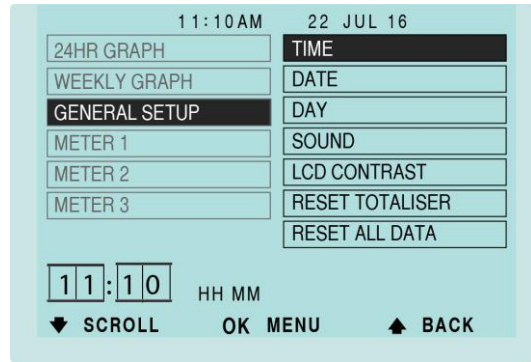 11:10AM 22 JUL 16
24HR GRAPH
WEEKLY GRAPH
GENERAL SETUP
METER 1
METER 2
METER 3
TIME
DATE
DAY
SOUND
LCD CONTRAST
RESET TOTALISER
RESET ALL DATA
11:10 HH MM
SCROLL OK MENU BACK